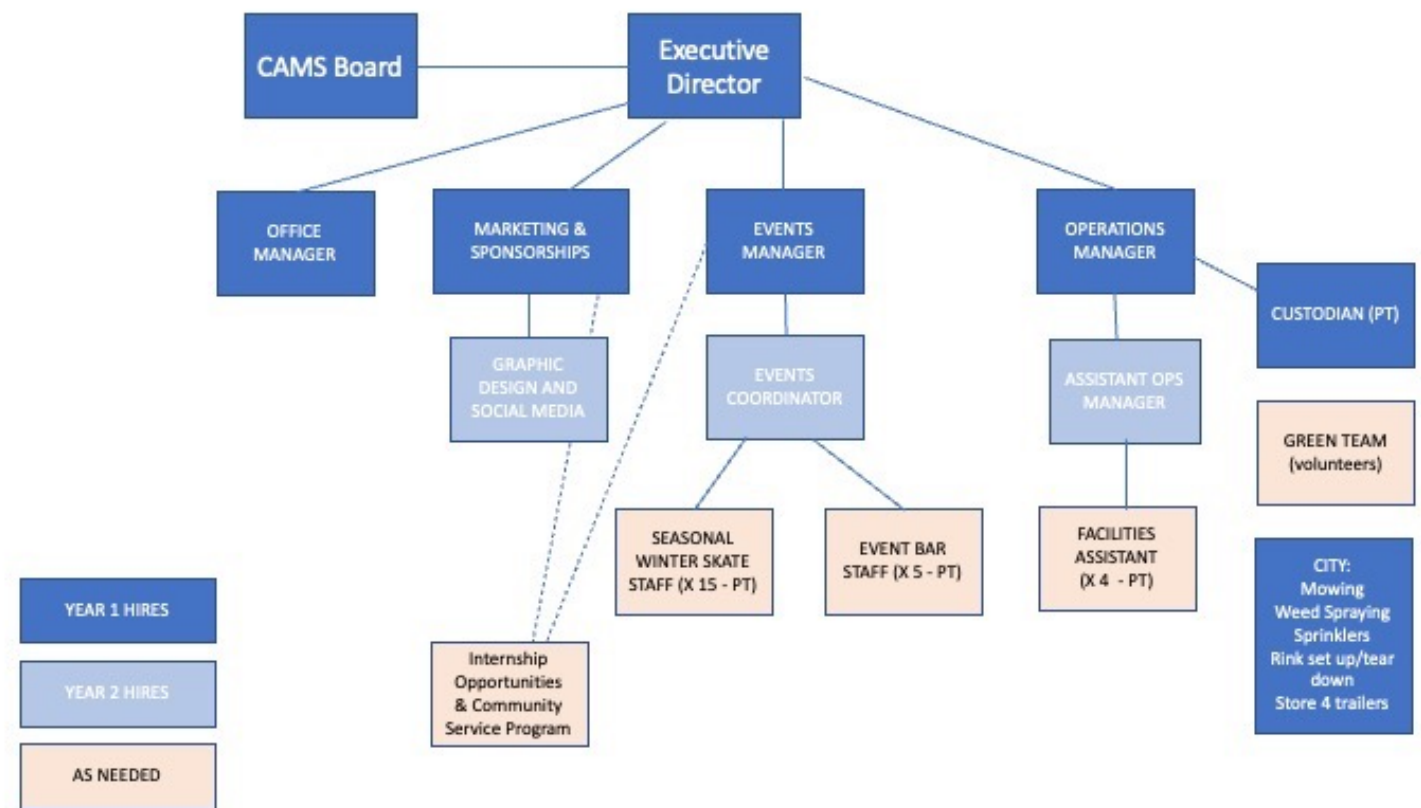 CAMS Board
Executive
Director
OFFICE
MANAGER
MARKETING &
SPONSORSHIPS
EVENTS
MANAGER
OPERATIONS
MANAGER
CUSTODIAN (PT)
GRAPHIC
DESIGN AND
SOCIAL MEDIA
EVENTS
COORDINATOR
ASSISTANT OPS
MANAGER
GREEN TEAM
(volunteers)
SEASONAL
WINTER SKATE
STAFF (X 15 - PT)
EVENT BAR
STAFF (X 5 - PT)
FACILITIES
ASSISTANT
(X 4 - PT)
CITY:
Mowing
Weed Spraying
Sprinklers
Rink set up/tear
down
Store 4 trailers
Internship
Opportunities
& Community
Service Program
YEAR 1 HIRES
YEAR 2 HIRES
AS NEEDED